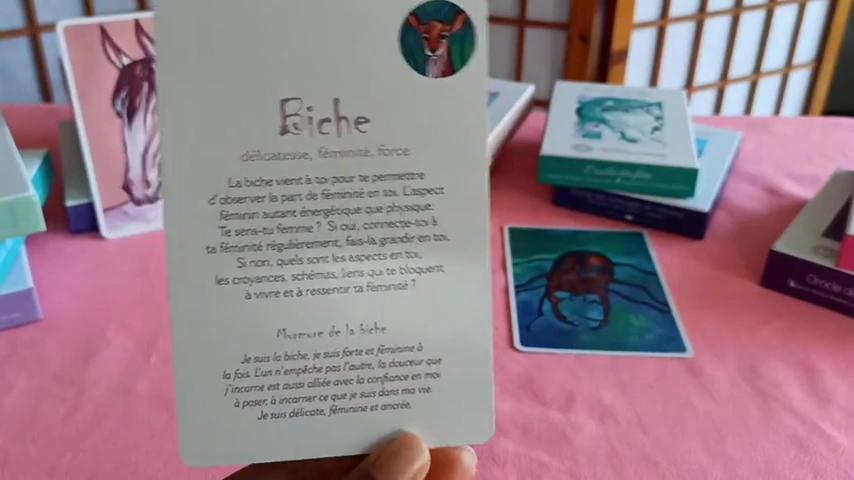 Biche
délicatesse, féminité, force
La biche vient à toi pour te permettre
d'observer la part de féminité en toi. L'aspect
féminin autant énergétique que physique.
Te sens-tu femme ? Si oui, connecte-toi à
ta féminité régulièrement, fais-la grandir en toi.
Si non, quels sont les aspects en toi,
les croyances, schémas, liens qui te bloquent
à vivre et à ressentir ta féminité ?
Murmure de la biche
Je suis la biche, je suis forte et féminine à
la fois. L'un n'empêche pas l'autre, la douceur que
j'incarne est aussi alliée avec la confiance en moi
à poser, à incarner ce que je suis dans ma vie.
Je suis délicate, féminine et ancrée.
Oracle de